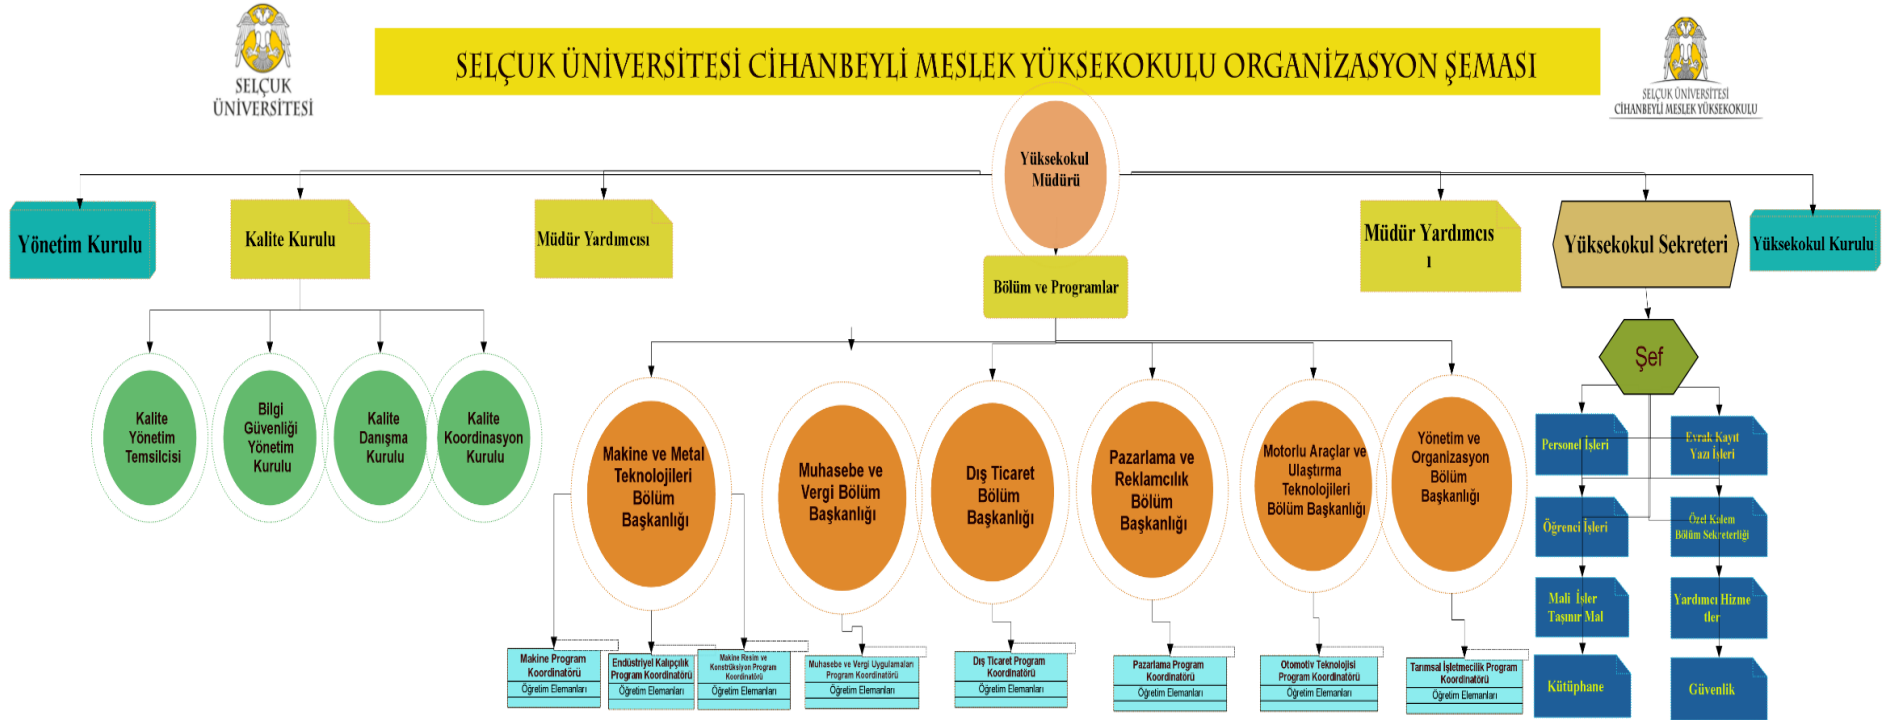 SELÇUK
ÜNİVERSİTESİ
SELÇUK ÜNİVERSİTESİ CİHANBEYLİ MESLEK YÜKSEKOKULU ORGANİZASYON ŞEMASI
SELÇUK ÜNİVERSİTESİ
CİHANBEYLİ MESLEK YÜKSEKOKULU
Yüksekokul
Müdürü
Yönetim Kurulu
Kalite Kurulu
Müdür Yardımcısı
Müdür Yardımcıs
ı
Yüksekokul Sekreteri
Yüksekokul Kurulu
Bölüm ve Programlar
Şef
Kalite
Yönetim
Temsilcisi
Bilgi
Güvenliği
Yönetim
Kurulu
Kalite
Danışma
Kurulu
Kalite
Koordinasyon
Kurulu
Makine ve Metal
Teknolojileri
Bölüm
Başkanlığı
Muhasebe ve
Vergi Bölüm
Başkanlığı
Dış Ticaret
Bölüm
Başkanlığı
Pazarlama ve
Reklamcılık
Bölüm
Başkanlığı
Motorlu Araçlar ve
Ulaştırma
Teknolojileri
Bölüm Başkanlığı
Yönetim ve
Organizasyon
Bölüm
Başkanlığı
Personel İşleri
Evrak Kayıt
Yazı İşleri
Öğrenci İşleri
Özel Kalem
Bölüm Sekreterliği
Mali İşler
Taşınır Mal
Yardımcı Hizme
tler
Kütüphane
Güvenlik
Makine Program
Koordinatörü
Öğretim Elemanları
Endüstriyel Kalıpçılık
Program Koordinatörü
Öğretim Elemanları
Makine Resim ve
Konstrüksiyon Program
Koordinatörü
Öğretim Elemanları
Muhasebe ve Vergi Uygulamaları
Program Koordinatörü
Öğretim Elemanları
Dış Ticaret Program
Koordinatörü
Öğretim Elemanları
Pazarlama Program
Koordinatörü
Öğretim Elemanları
Otomotiv Teknolojisi
Program Koordinatörü
Öğretim Elemanları
Tarımsal İşletmecilik Program
Koordinatörü
Öğretim Elemanları